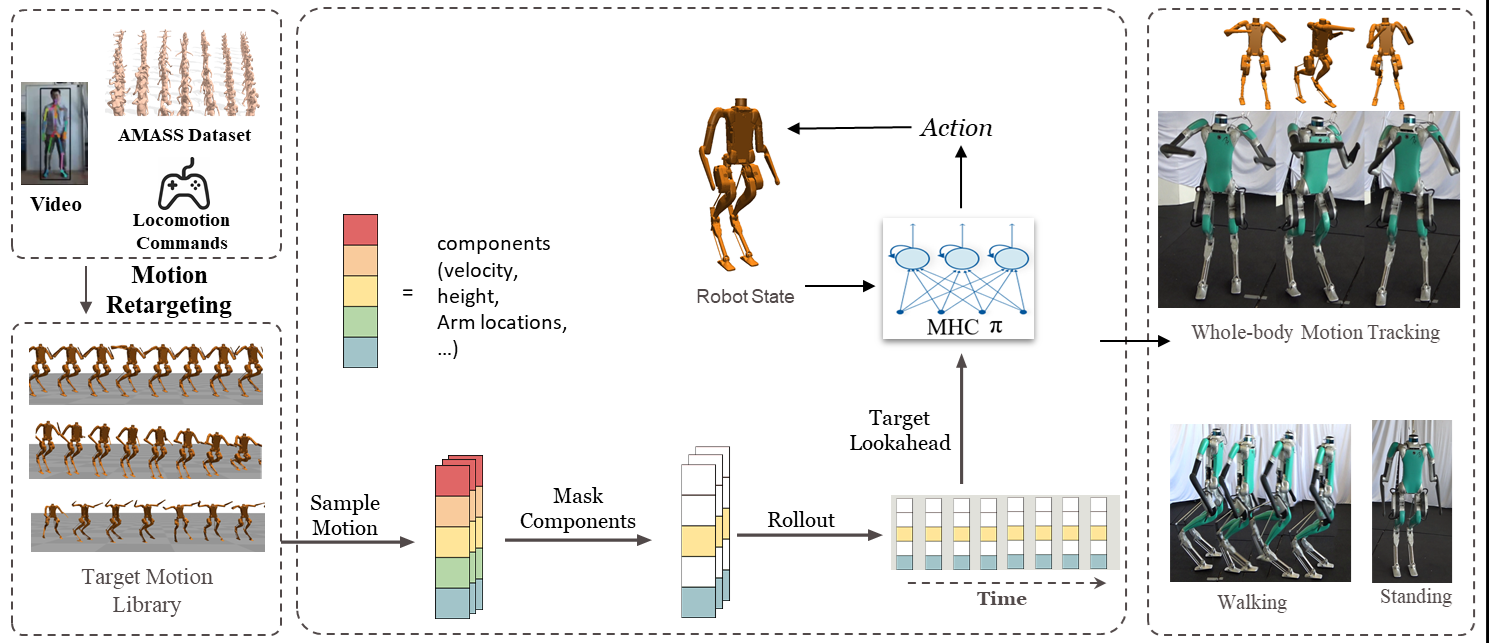 AMASS Dataset
Video
Locomotion
Commands
Motion
Retargeting
Target Motion
Library
components
(velocity,
=
height,
Arm locations,
...)
Sample
Motion
Mask
Components
Rollout
Robot State
Action
MHC π
Target
Lookahead
Time
Whole-body Motion Tracking
Walking
Standing